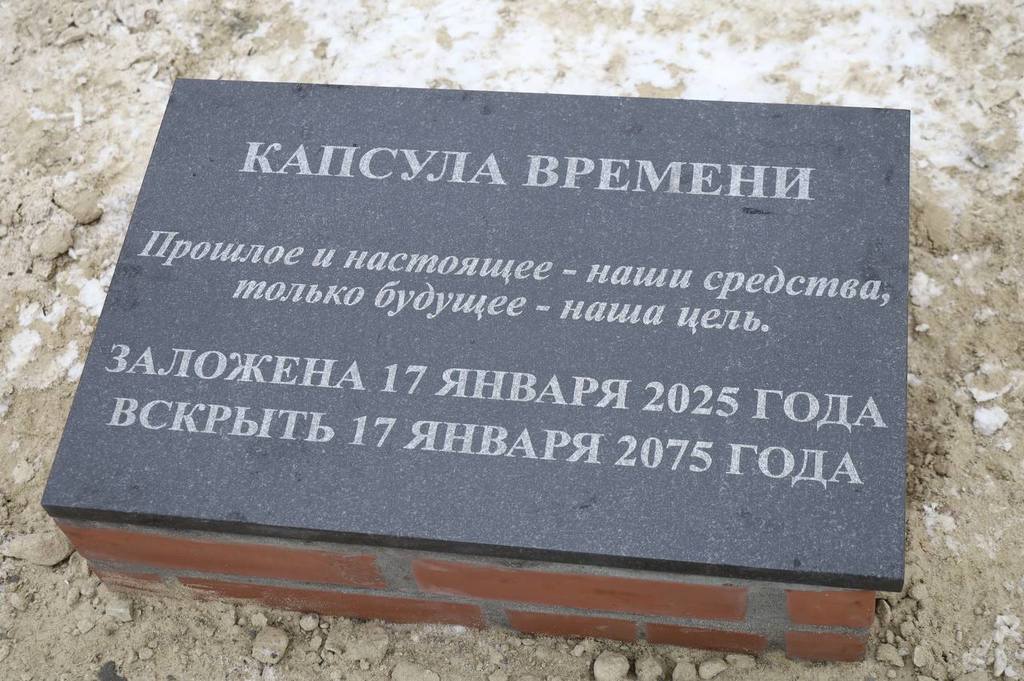 КАПСУЛА ВРЕМЕНИ
Прошлое и настоящее - наши средства,
только будущее - наша цель.
ЗАЛОЖЕНА 17 ЯНВАРЯ 2025 ГОДА
ВСКРЫТЬ 17 ЯНВАРЯ 2075 ГОДА